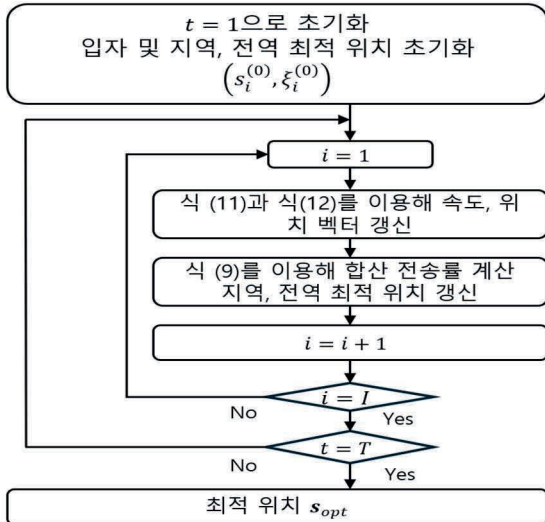 t = 1으로 초기화
입자 및 지역, 전역 최적 위치 초기화
(s_i^{(0)}, ξ_i^{(0)})
i = 1
식 (11)과 식(12)를 이용해 속도, 위
치 벡터 갱신
식 (9)를 이용해 합산 전송률 계산
지역, 전역 최적 위치 갱신
i = i + 1
i = I
No
Yes
t = T
No
Yes
최적 위치 s_{opt}